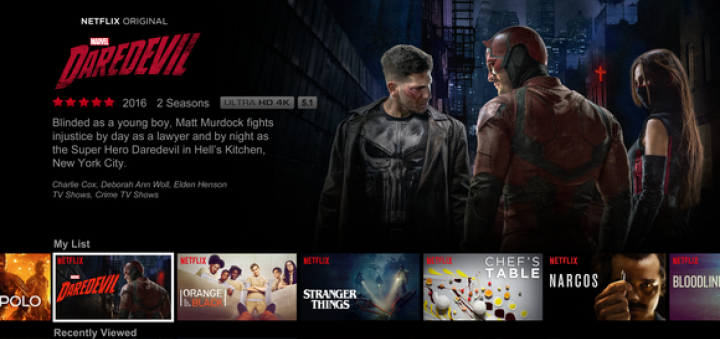 NETFLIX ORIGINAL
MARVEL
DAREDEVIL
2016 2 Seasons ULTRA HD 4K 5.1
Blinded as a young boy, Matt Murdock fights
injustice by day as a lawyer and by night as
the Super Hero Daredevil in Hell's Kitchen,
New York City.
Charlie Cox, Deborah Ann Woll, Elden Henson
TV Shows, Crime TV Shows
My List
POLO
NETFLIX
MARVEL
DAREDEVIL
NETFLIX
ORANGE
IS THE NEW
BLACK
NETFLIX
STRANGER
THINGS
NETFLIX
CHEF'S
TABLE
NETFLIX
NARCOS
NETFLIX
BLOODLIN
Recently Viewed